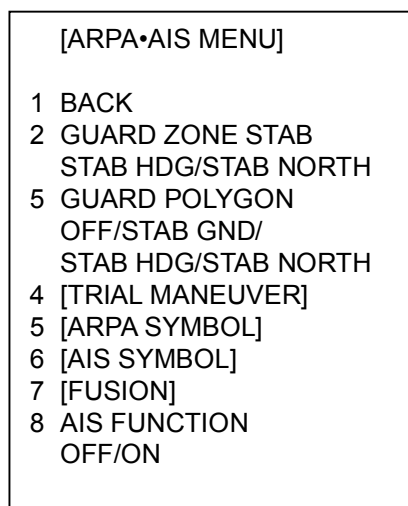 [ARPA•AIS MENU]
1 BACK
2 GUARD ZONE STAB
STAB HDG/STAB NORTH
5 GUARD POLYGON
OFF/STAB GND/
STAB HDG/STAB NORTH
4 [TRIAL MANEUVER]
5 [ARPA SYMBOL]
6 [AIS SYMBOL]
7 [FUSION]
8 AIS FUNCTION
OFF/ON